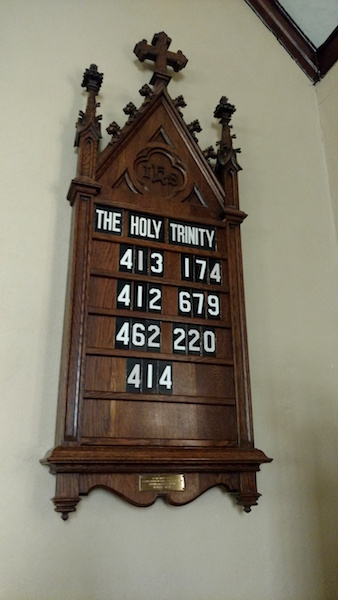 IHS
THE HOLY TRINITY
413 174
412 679
462 220
414